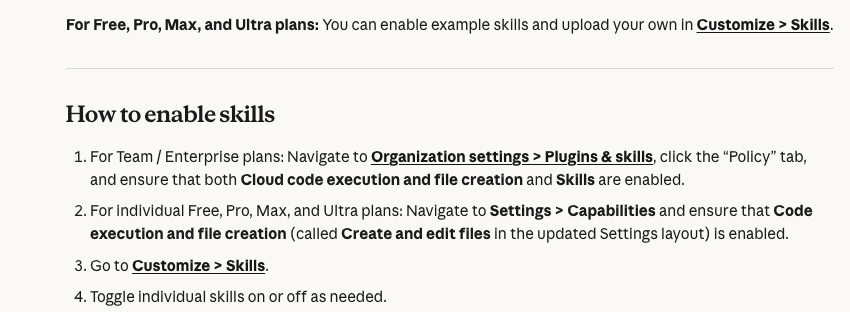 For Free, Pro, Max, and Ultra plans: You can enable example skills and upload your own in Customize > Skills.
How to enable skills
1. For Team / Enterprise plans: Navigate to Organization settings > Plugins & skills, click the “Policy” tab,
and ensure that both Cloud code execution and file creation and Skills are enabled.
2. For individual Free, Pro, Max, and Ultra plans: Navigate to Settings > Capabilities and ensure that Code
execution and file creation (called Create and edit files in the updated Settings layout) is enabled.
3. Go to Customize > Skills.
4. Toggle individual skills on or off as needed.